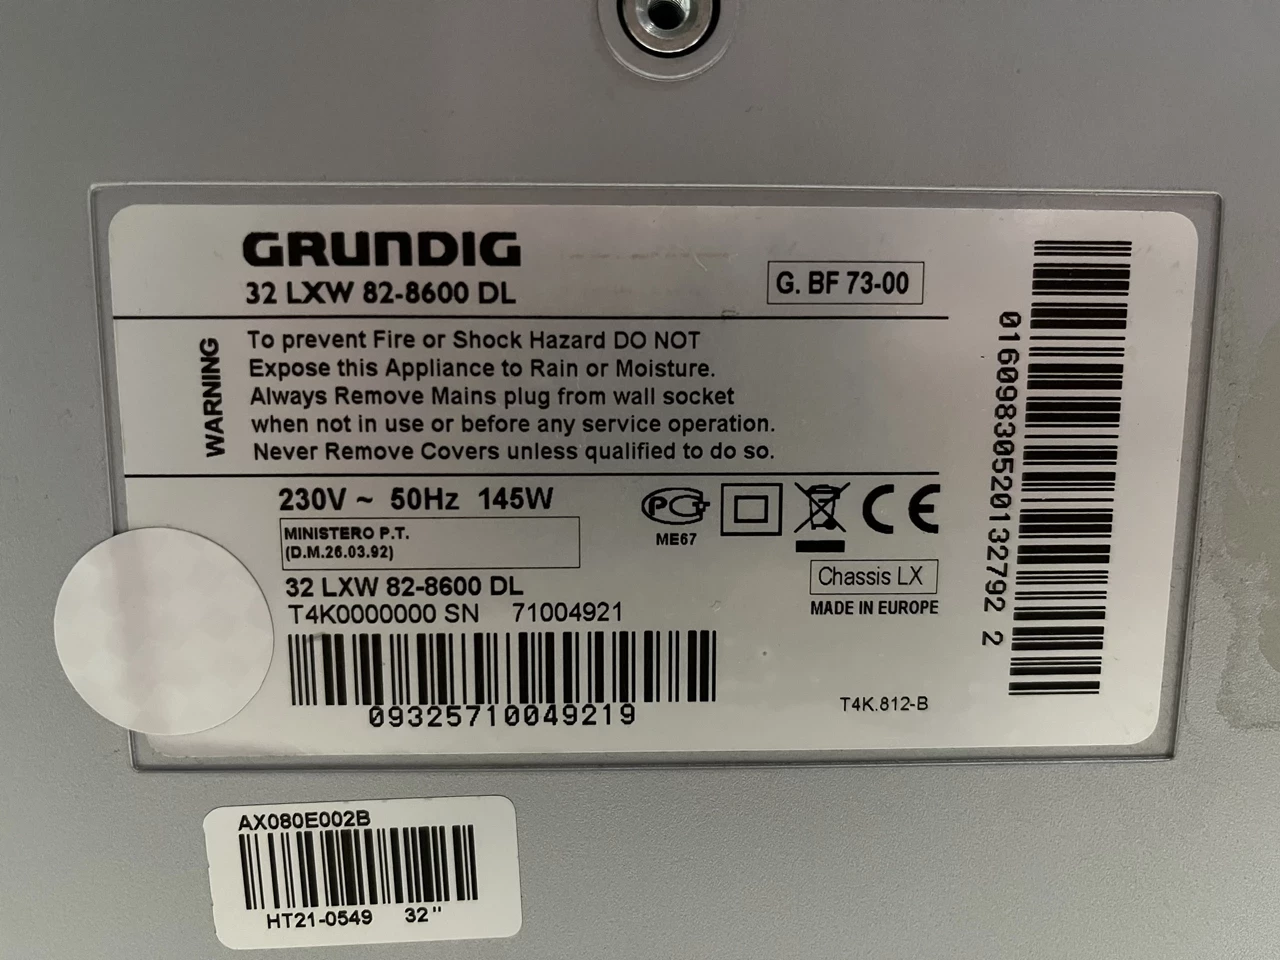 GRUNDIG
32 LXW 82-8600 DL
G. BF 73-00
WARNING
To prevent Fire or Shock Hazard DO NOT
Expose this Appliance to Rain or Moisture.
Always Remove Mains plug from wall socket
when not in use or before any service operation.
Never Remove Covers unless qualified to do so.
230V ~ 50Hz 145W
MINISTERO P.T.
(D.M.26.03.92)
PCT
ME67
CE
32 LXW 82-8600 DL
T4K0000000 SN 71004921
Chassis LX
MADE IN EUROPE
09325710049219
T4K.812-B
01609830520132792 2
AX080E002B
HT21-0549 32"